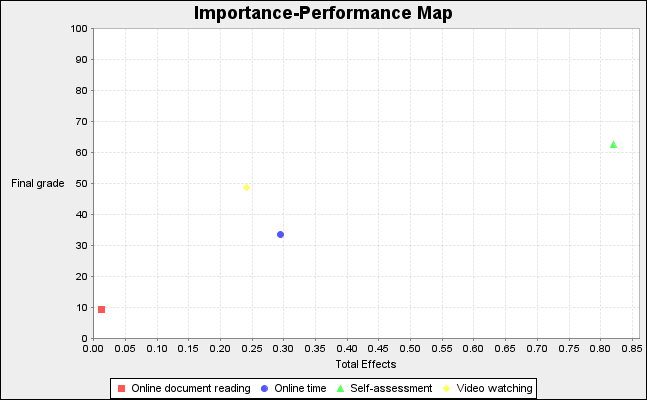 Importance-Performance Map
100
90
80
70
60
50
40
30
20
10
0
Final grade
0.00 0.05 0.10 0.15 0.20 0.25 0.30 0.35 0.40 0.45 0.50 0.55 0.60 0.65 0.70 0.75 0.80 0.85
Total Effects
Online document reading Online time Self-assessment Video watching